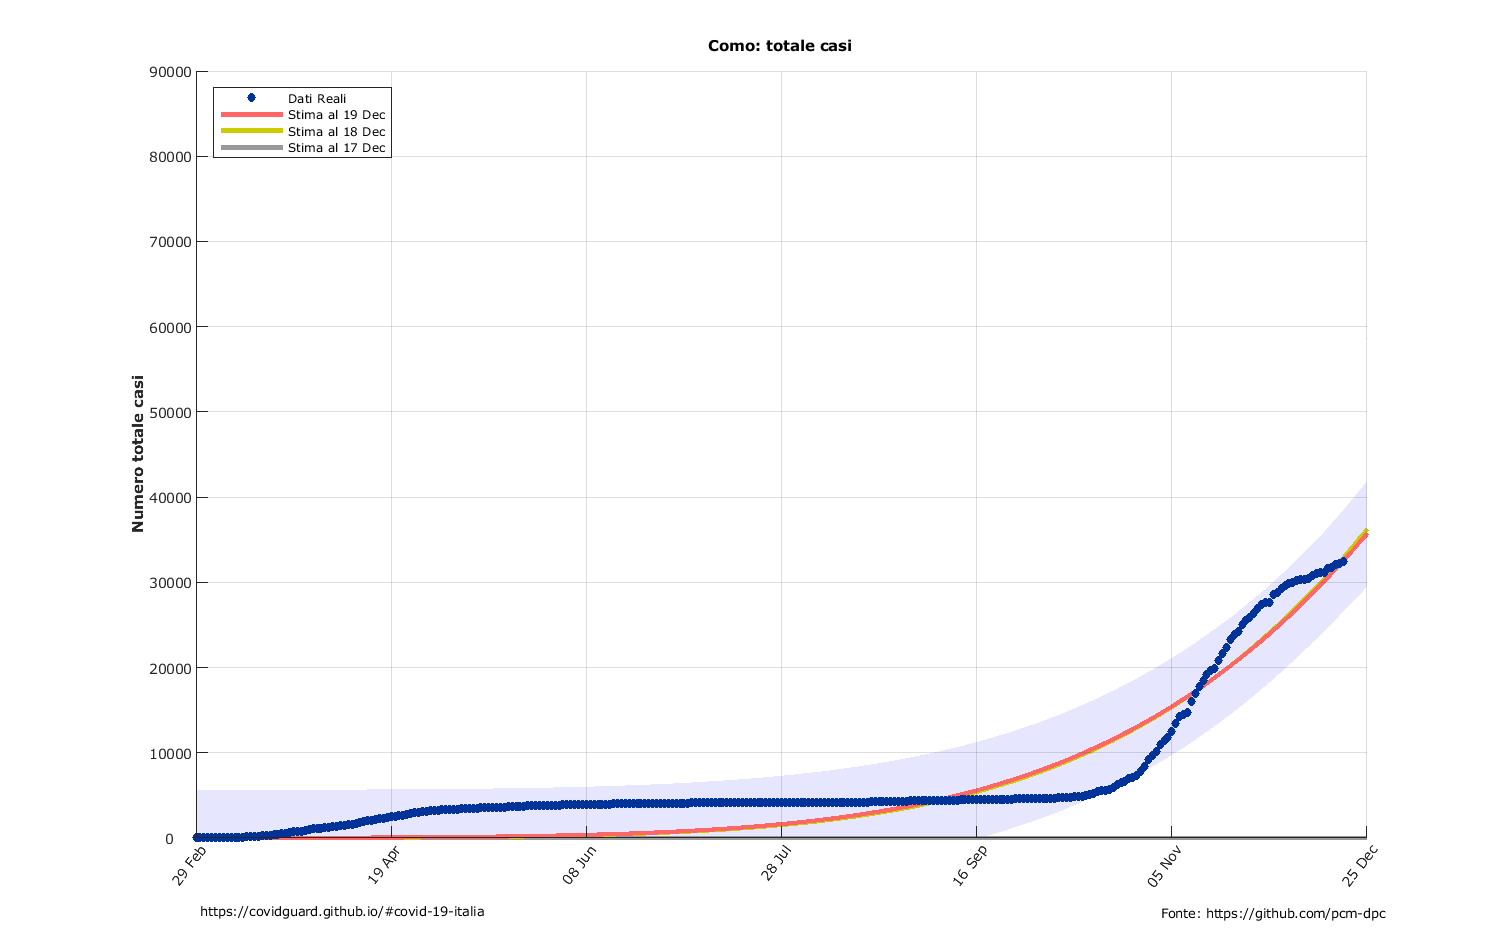 Como: totale casi
Dati Reali
Stima al 19 Dec
Stima al 18 Dec
Stima al 17 Dec
Numero totale casi
90000
80000
70000
60000
50000
40000
30000
20000
10000
0
29 Feb
19 Apr
08 Jun
28 Jul
16 Sep
05 Nov
25 Dec
https://covidguard.github.io/#covid-19-italia
Fonte: https://github.com/pcm-dpc